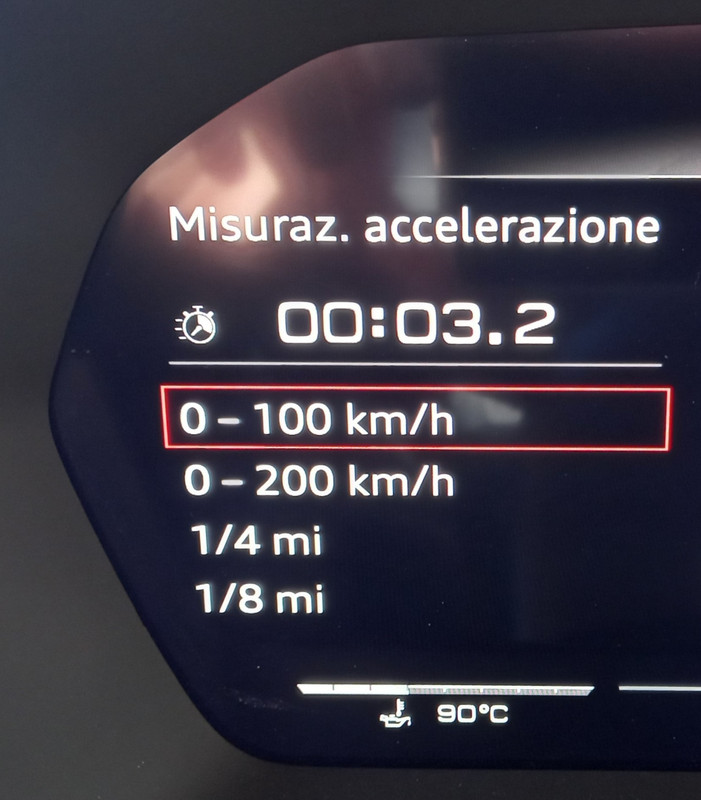 Misuraz. accelerazione
00:03.2
0 – 100 km/h
0 – 200 km/h
1/4 mi
1/8 mi
90°C